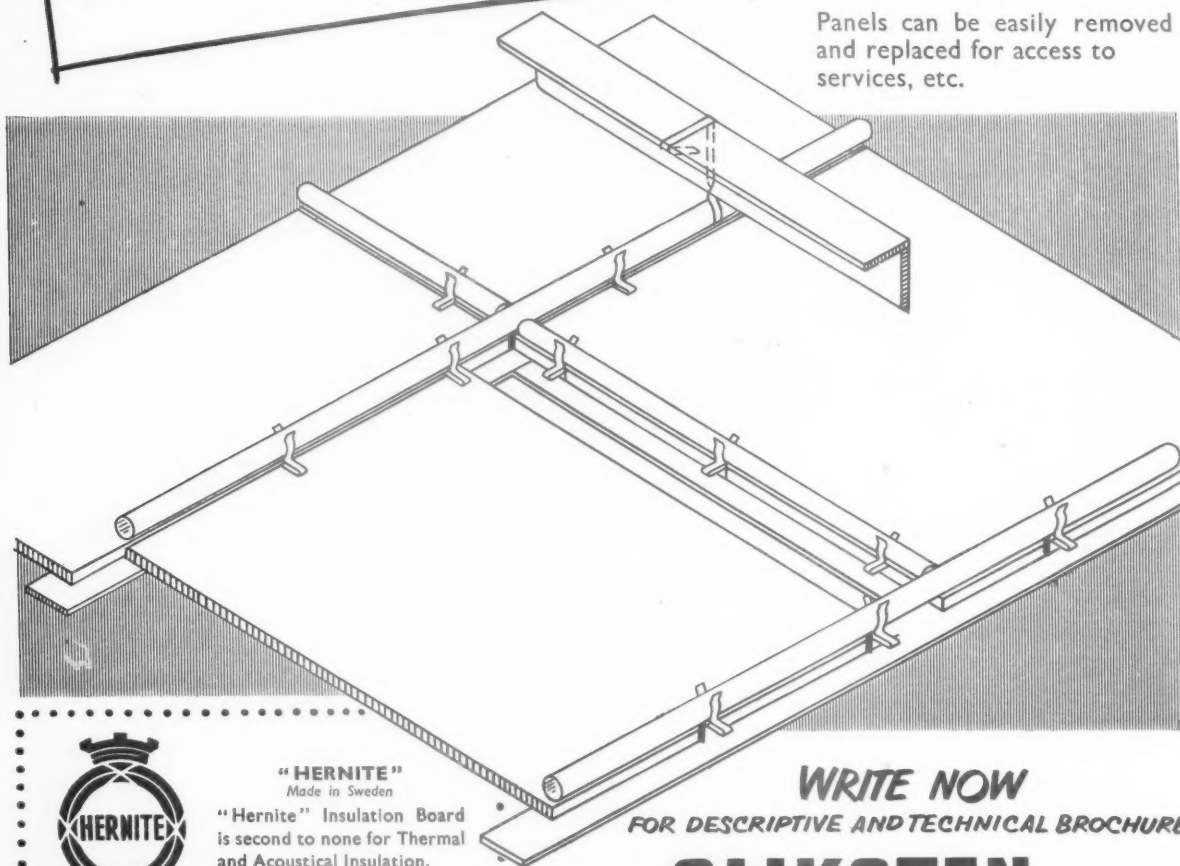 Panels can be easily removed
and replaced for access to
services, etc.
HERNITE
"HERNITE"
Made in Sweden
"Hernite" Insulation Board
is second to none for Thermal
and Acoustical Insulation.
WRITE NOW
FOR DESCRIPTIVE AND TECHNICAL BROCHURE